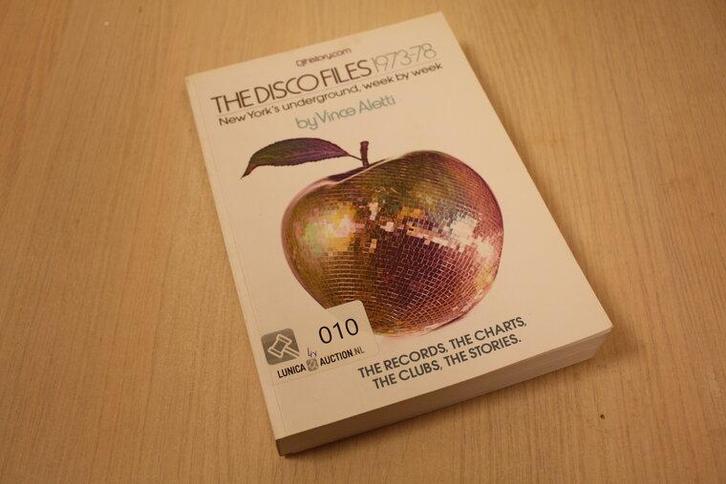 DJhistory.com
THE DISCO FILES 1973-78
New York's underground, week by week
by Vince Aletti
010
LUNICA AUCTION NL
THE RECORDS, THE CHARTS,
THE CLUBS, THE STORIES.